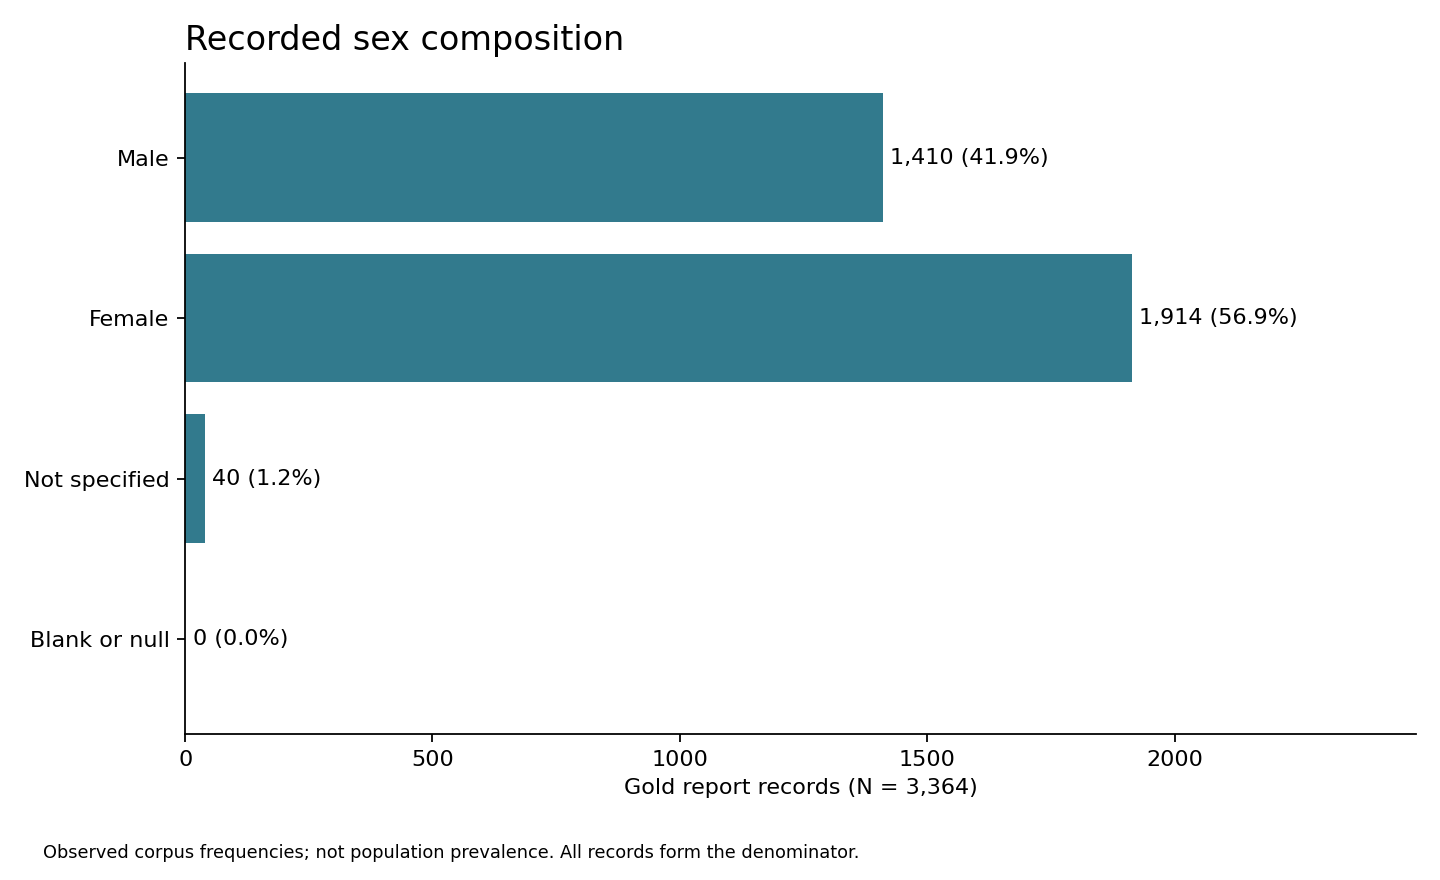 Recorded sex composition
Male
1,410 (41.9%)
Female
1,914 (56.9%)
Not specified
40 (1.2%)
Blank or null
0 (0.0%)
0 500 1000 1500 2000
Gold report records (N = 3,364)
Observed corpus frequencies; not population prevalence. All records form the denominator.